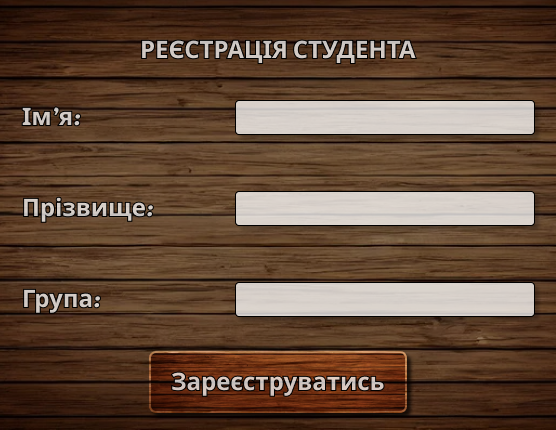 РЕЄСТРАЦІЯ СТУДЕНТА
Ім’я:
Прізвище:
Група:
Зареєструватись